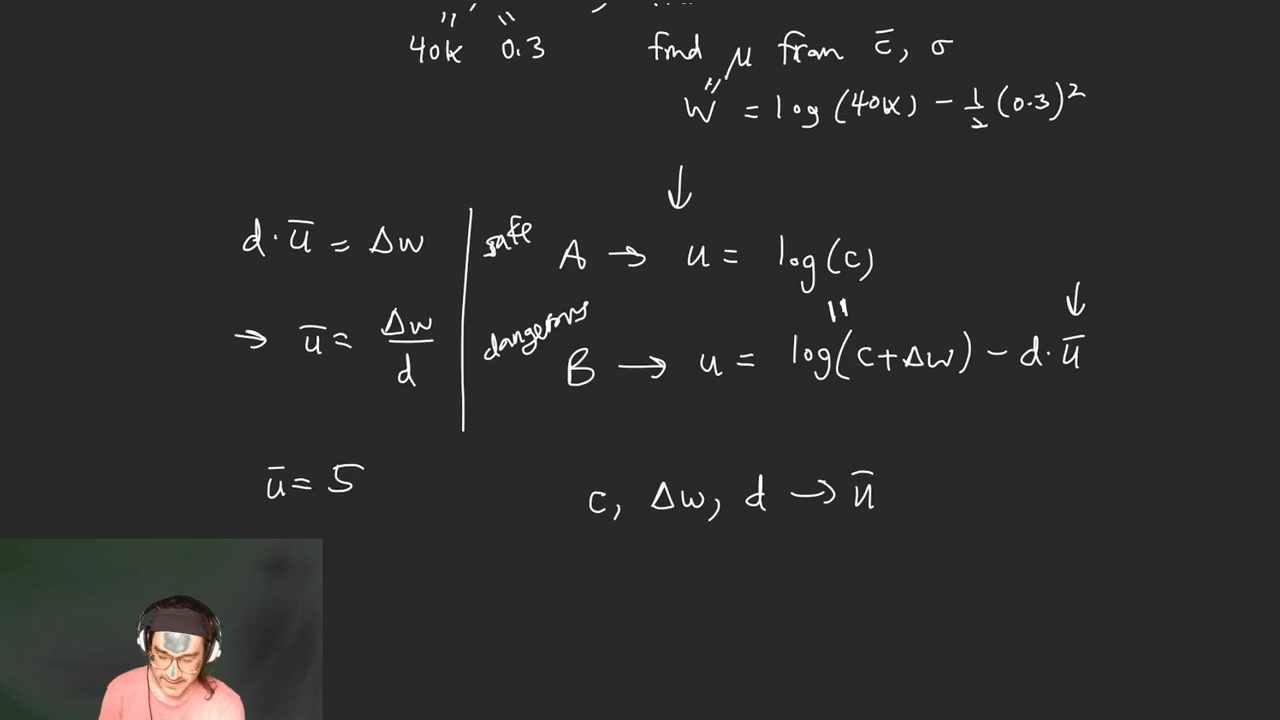 40k 0.3
find μ from c̄, σ
W = log(40k) - 1/2 (0.3)²
d · ū = Δw
safe A → u = log(c)
⇒ ū = Δw/d
dangerous B → u = log(c+Δw) - d · ū
ū = 5
c, Δw, d → ū